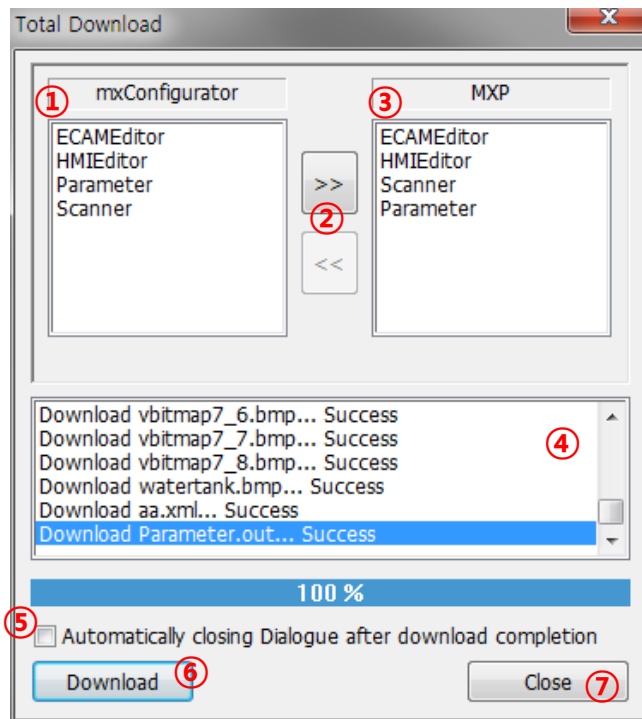 Total Download
x
① mxConfigurator
③ MXP
ECAMEditor
HMIEditor
Parameter
Scanner
>>
②
<<
ECAMEditor
HMIEditor
Scanner
Parameter
Download vbitmap7_6.bmp... Success
Download vbitmap7_7.bmp... Success
Download vbitmap7_8.bmp... Success
Download watertank.bmp... Success
Download aa.xml... Success
Download Parameter.out... Success
④
100 %
⑤ Automatically closing Dialogue after download completion
Download ⑥
Close ⑦